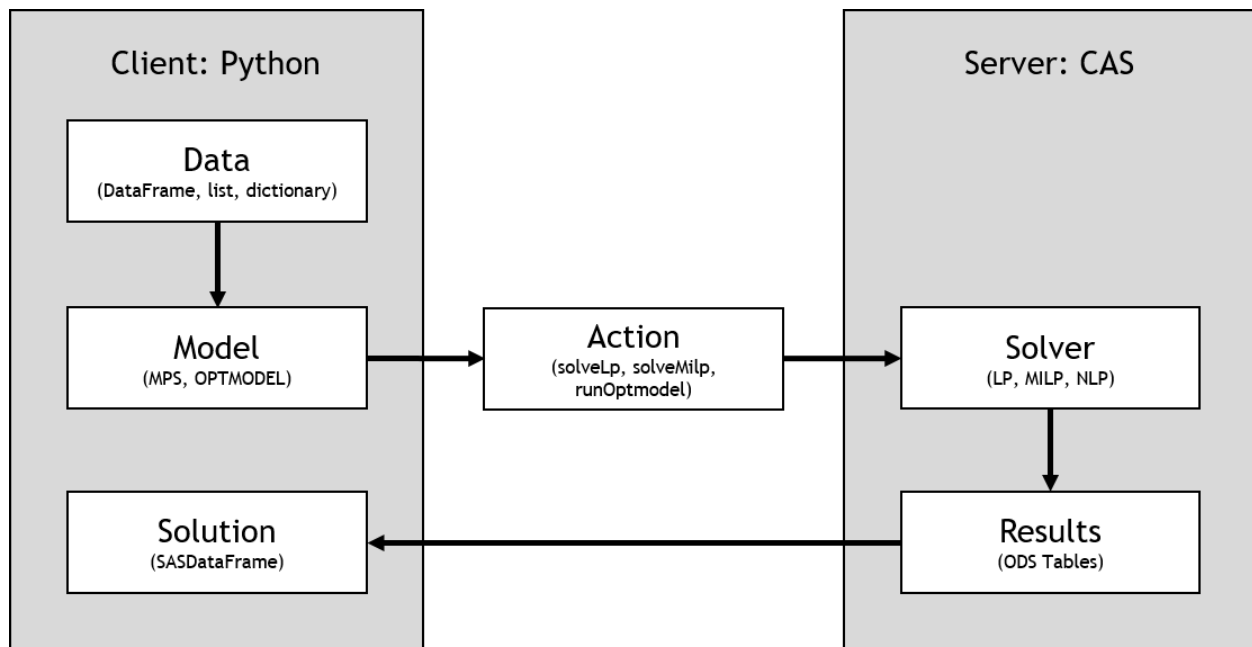 Client: Python
Data
(DataFrame, list, dictionary)
Model
(MPS, OPTMODEL)
Solution
(SASDataFrame)
Action
(solveLp, solveMilp,
runOptmodel)
Server: CAS
Solver
(LP, MILP, NLP)
Results
(ODS Tables)